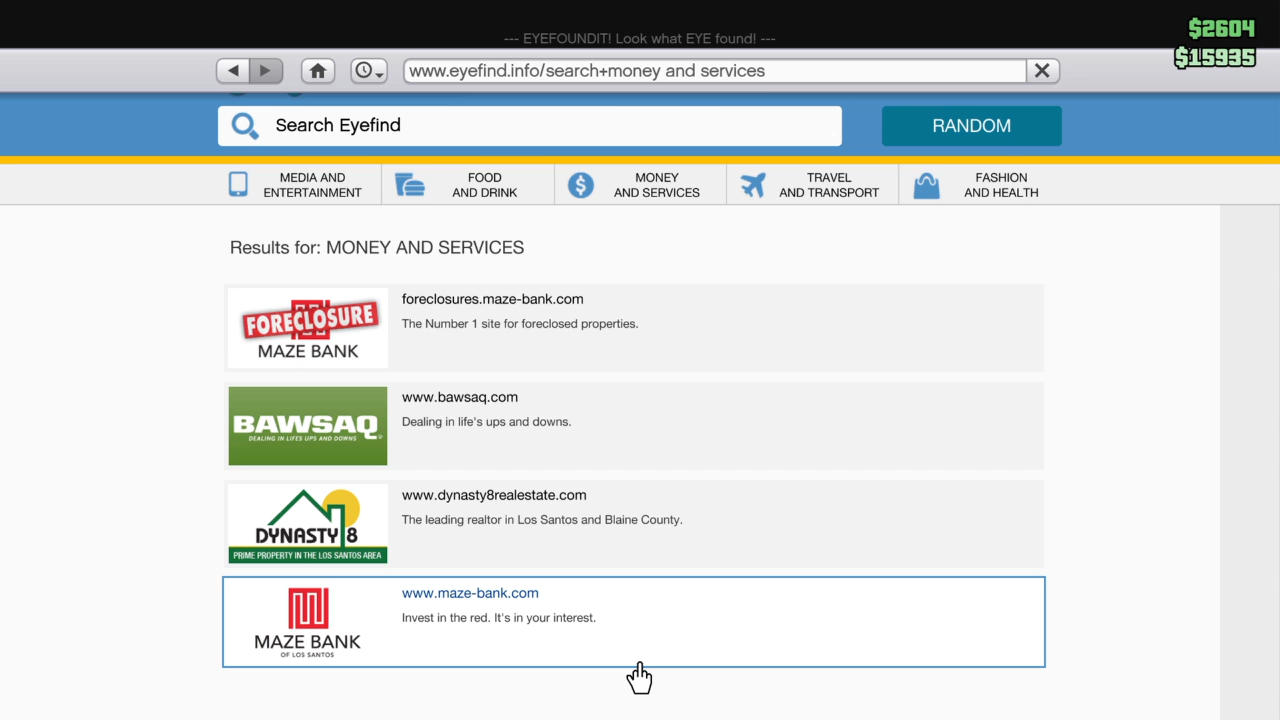 $2604
--- EYEFOUNDIT! Look what EYE found! ---
$15935
www.eyefind.info/search+money and services
Search Eyefind
RANDOM
MEDIA AND
ENTERTAINMENT
FOOD
AND DRINK
MONEY
AND SERVICES
TRAVEL
AND TRANSPORT
FASHION
AND HEALTH
Results for: MONEY AND SERVICES
FORECLOSURE
MAZE BANK
foreclosures.maze-bank.com
The Number 1 site for foreclosed properties.
BAWSAQ
DEALING IN LIFES UPS AND DOWNS
www.bawsaq.com
Dealing in life's ups and downs.
DYNASTY 8
PRIME PROPERTY IN THE LOS SANTOS AREA
www.dynasty8realestate.com
The leading realtor in Los Santos and Blaine County.
MAZE BANK
OF LOS SANTOS
www.maze-bank.com
Invest in the red. It's in your interest.